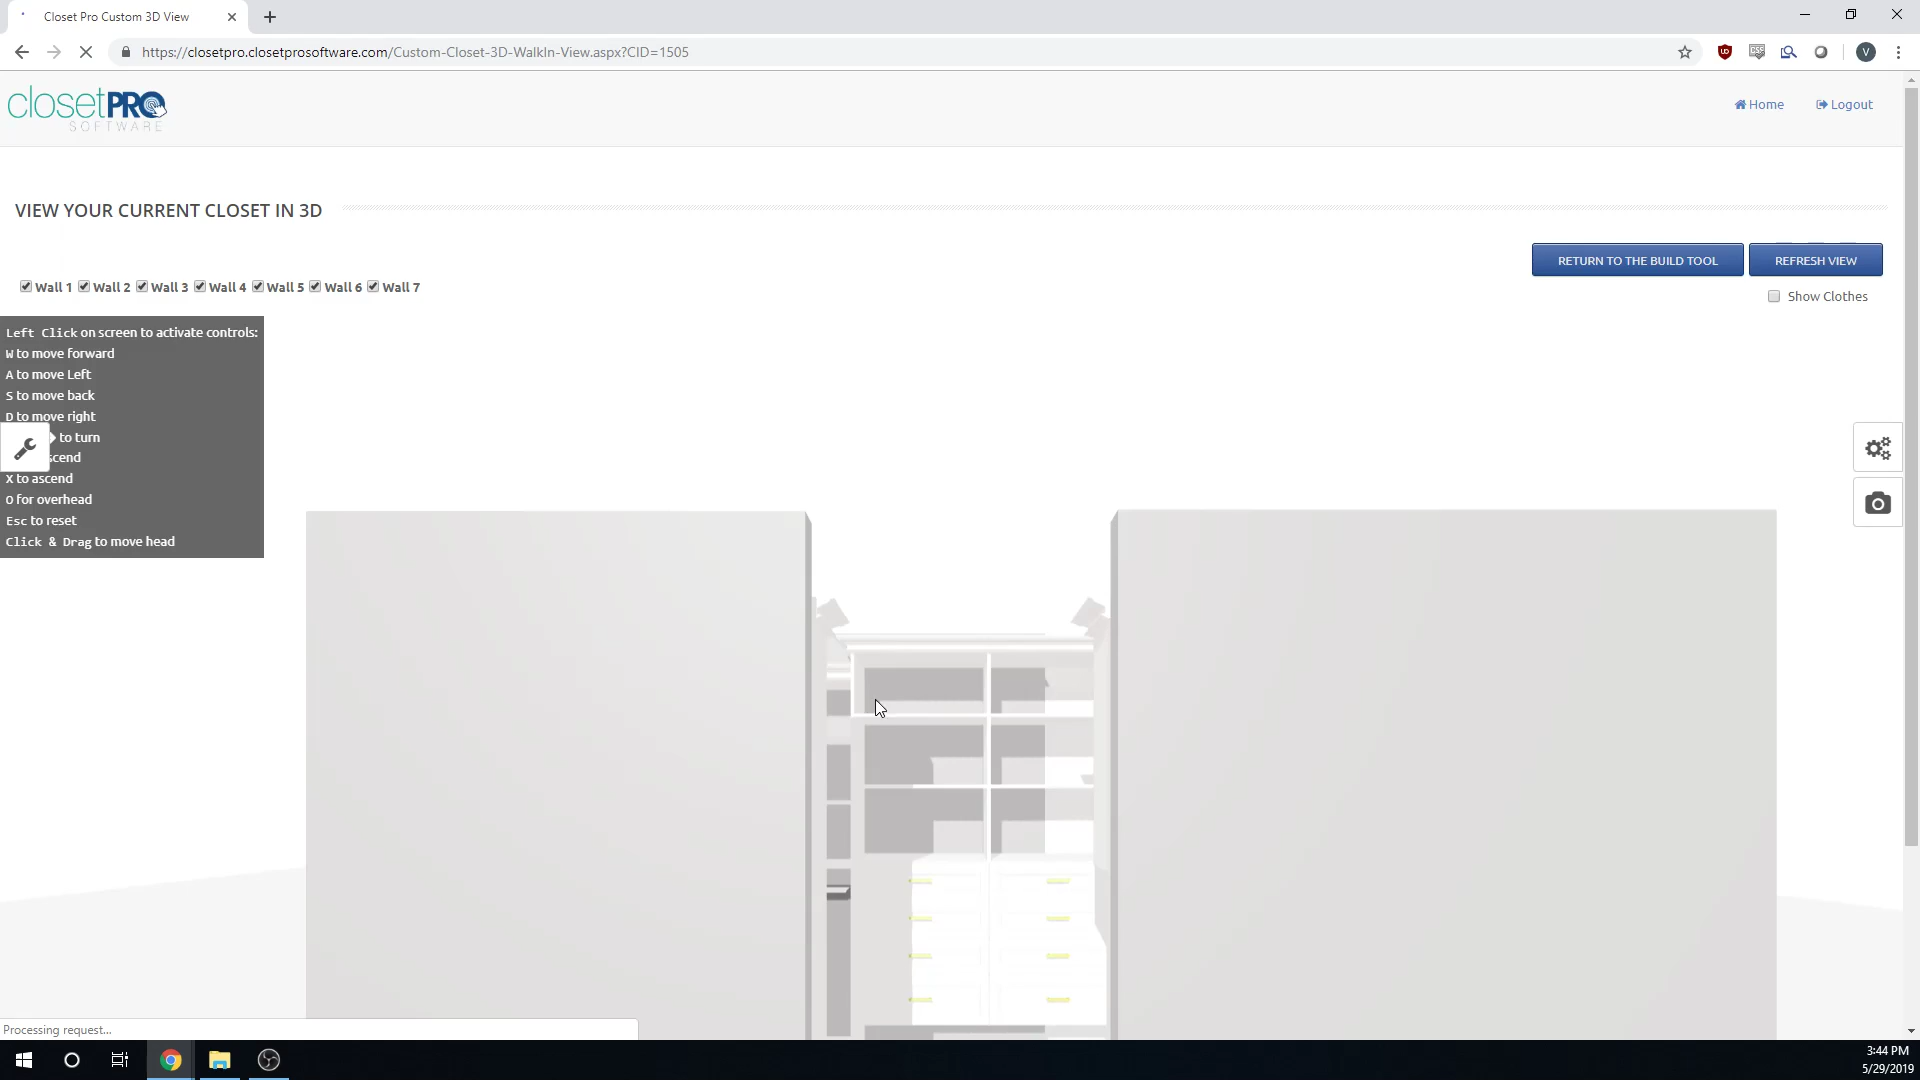 Closet Pro Custom 3D View
https://closetpro.closetprosoftware.com/Custom-Closet-3D-WalkIn-View.aspx?CID=1505
V
closetPRO
SOFTWARE
Home
Logout
VIEW YOUR CURRENT CLOSET IN 3D
RETURN TO THE BUILD TOOL
REFRESH VIEW
Wall 1 Wall 2 Wall 3 Wall 4 Wall 5 Wall 6 Wall 7
Show Clothes
Left Click on screen to activate controls:
W to move forward
A to move Left
S to move back
D to move right
to turn
scend
X to ascend
O for overhead
Esc to reset
Click & Drag to move head
Processing request...
3:44 PM
5/29/2019